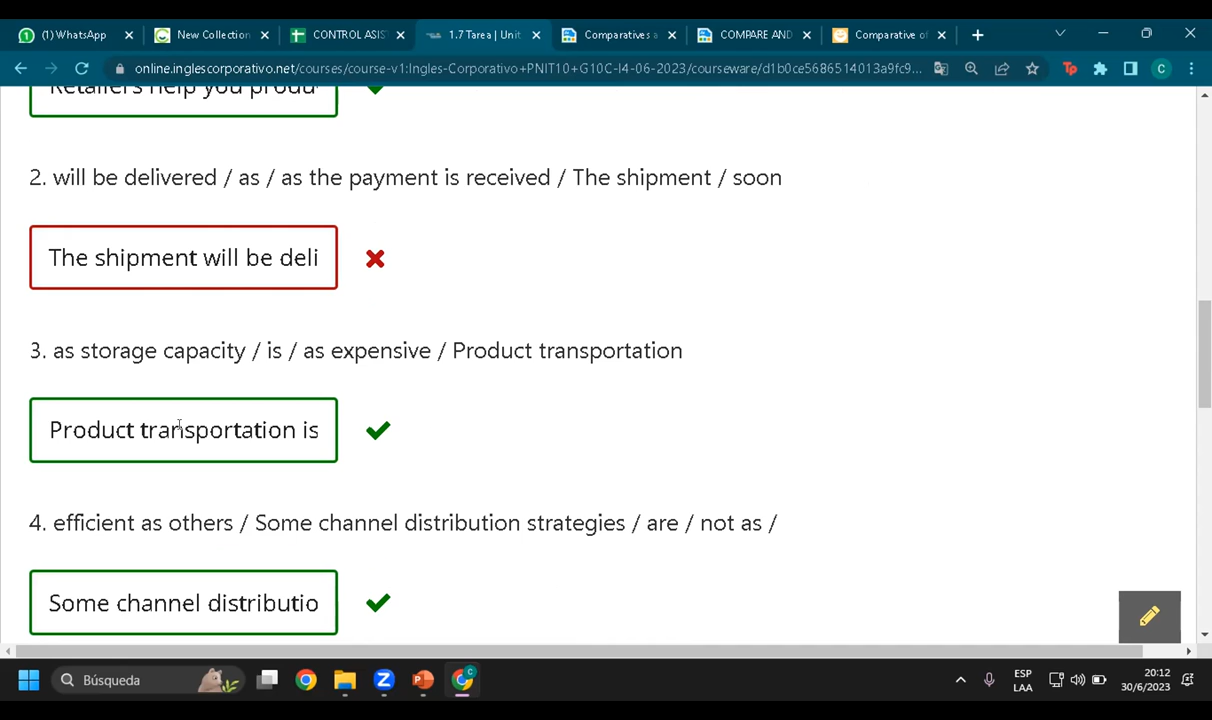 (1) WhatsApp
New Collection
CONTROL ASIS
1.7 Tarea | Unit
Comparatives a
COMPARE AND
Comparative of
online.inglescorporativo.net/courses/course-v1:Ingles-Corporativo+PNIT10+G10C-I4-06-2023/courseware/d1b0ce5686514013a9fc9...
Retailers help you produ
2. will be delivered / as / as the payment is received / The shipment / soon
The shipment will be deli
3. as storage capacity / is / as expensive / Product transportation
Product transportation is
4. efficient as others / Some channel distribution strategies / are / not as /
Some channel distributio
Búsqueda
ESP
LAA
20:12
30/6/2023